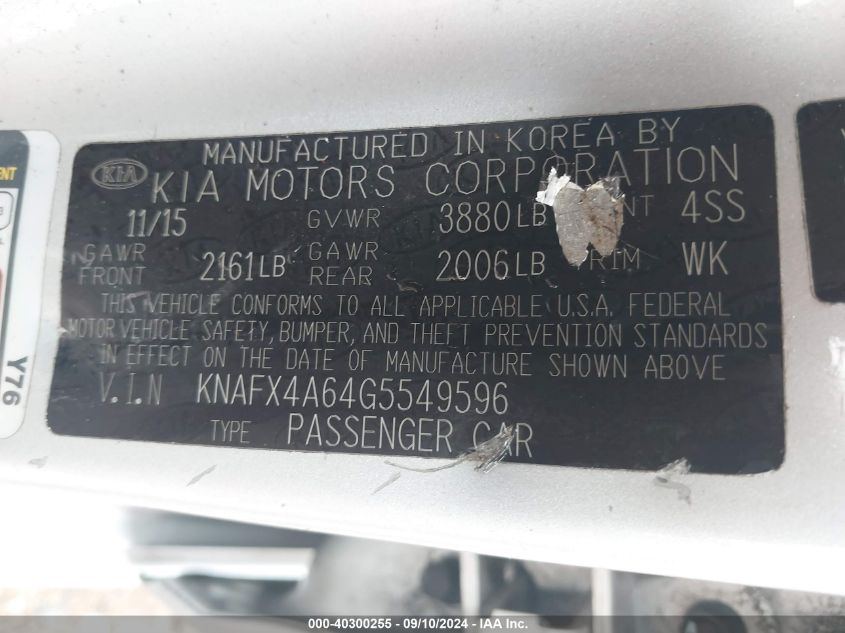 MANUFACTURED IN KOREA BY
KIA KIA MOTORS CORPORATION
11/15 GVWR 3880LB 4SS
GAWR FRONT 2161LB GAWR REAR 2006LB WK
THIS VEHICLE CONFORMS TO ALL APPLICABLE U.S.A. FEDERAL
MOTOR VEHICLE SAFETY, BUMPER, AND THEFT PREVENTION STANDARDS
IN EFFECT ON THE DATE OF MANUFACTURE SHOWN ABOVE
V.I.N KNAFX4A64G5549596
TYPE PASSENGER CAR
Y76
000-40300255 - 09/10/2024 - IAA Inc.